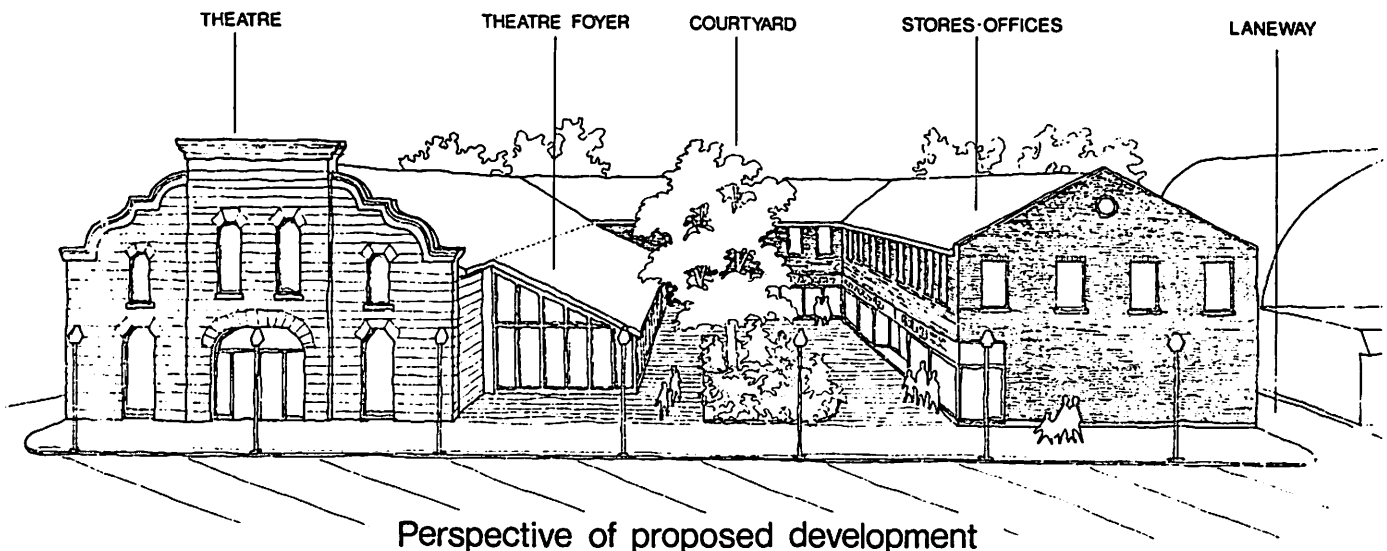 THEATRE
THEATRE FOYER
COURTYARD
STORES·OFFICES
LANEWAY
Perspective of proposed development